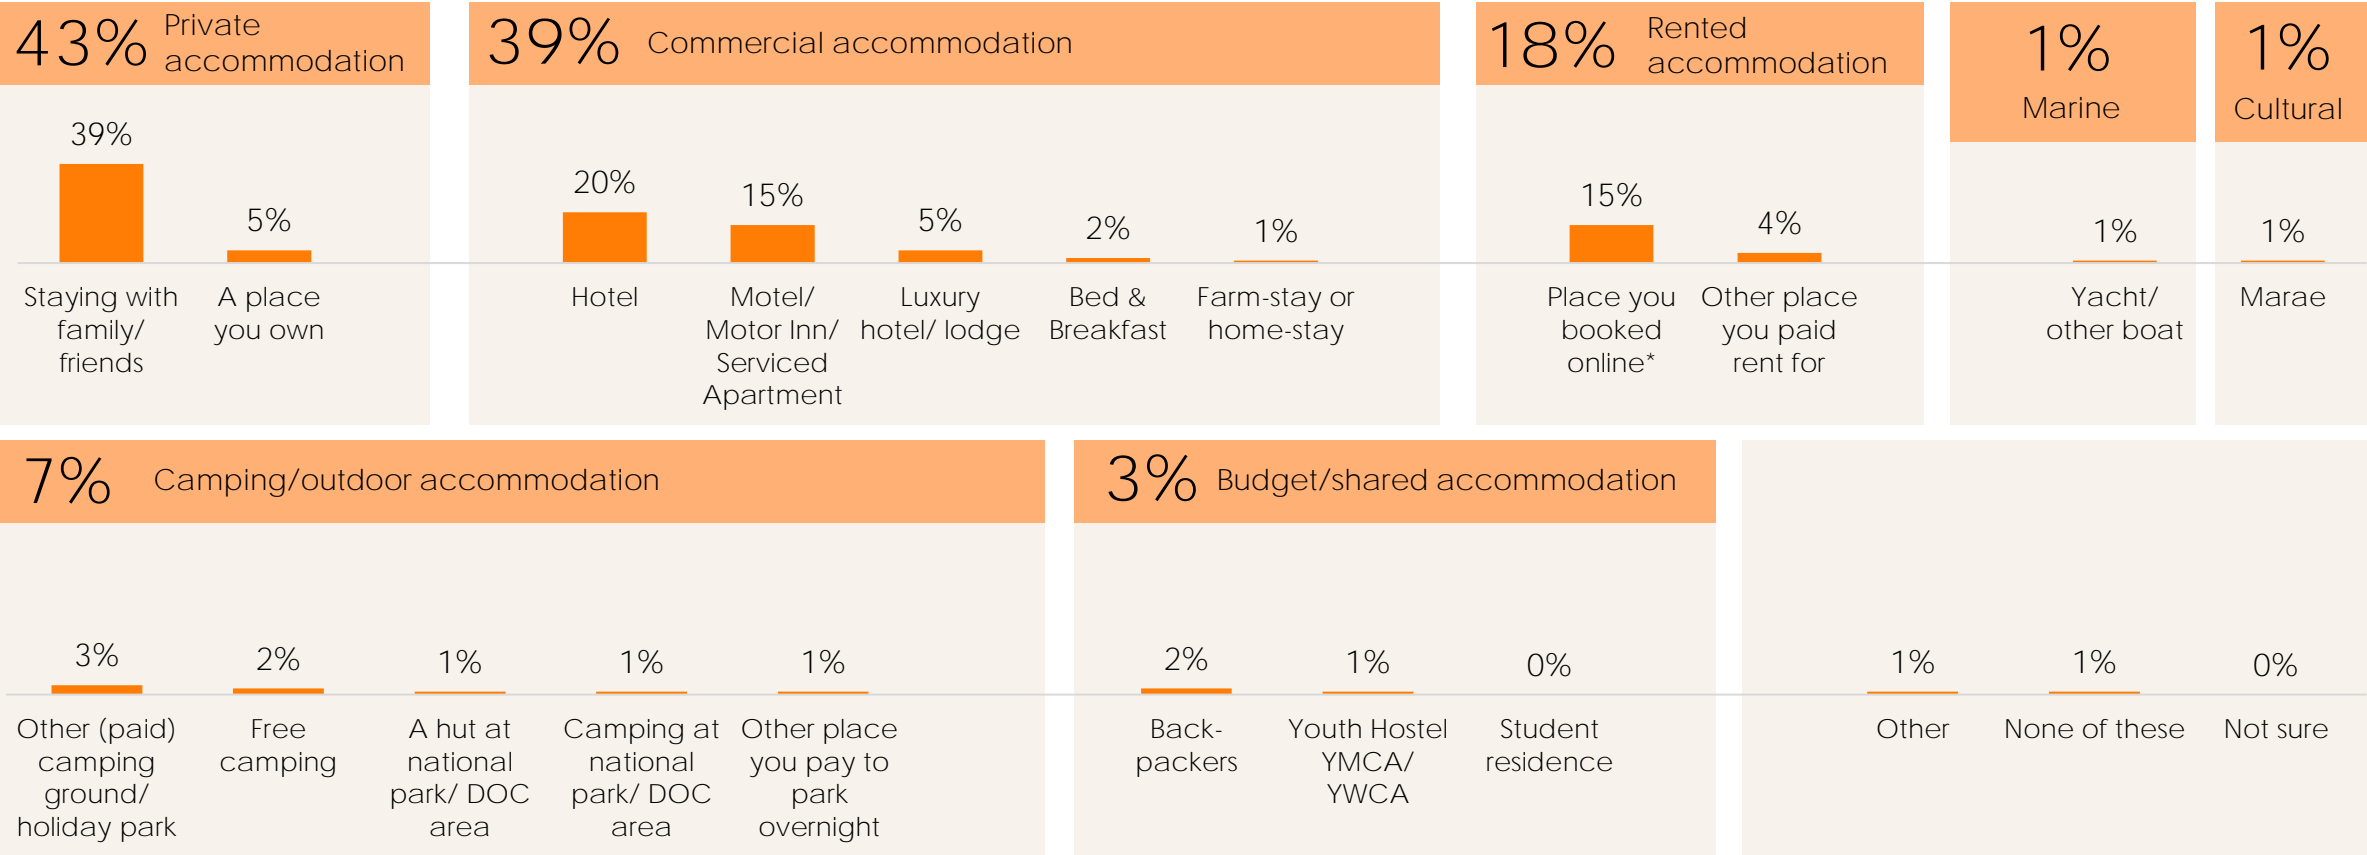 43% Private
accommodation
39%
5%
Staying with
family/
friends
A place
you own
39% Commercial accommodation
20%
15%
5%
2%
1%
Hotel
Motel/
Motor Inn/
Serviced
Apartment
Luxury
hotel/ lodge
Bed &
Breakfast
Farm-stay or
home-stay
18% Rented
accommodation
15%
4%
Place you
booked
online*
Other place
you paid
rent for
1%
Marine
1%
Yacht/
other boat
1%
Cultural
1%
Marae
7% Camping/outdoor accommodation
3%
2%
1%
1%
1%
Other (paid)
camping
ground/
holiday park
Free
camping
A hut at
national
park/ DOC
area
Camping at
national
park/ DOC
area
Other place
you pay to
park
overnight
3% Budget/shared accommodation
2%
1%
0%
Back-
packers
Youth Hostel
YMCA/
YWCA
Student
residence
1%
1%
0%
Other
None of these
Not sure